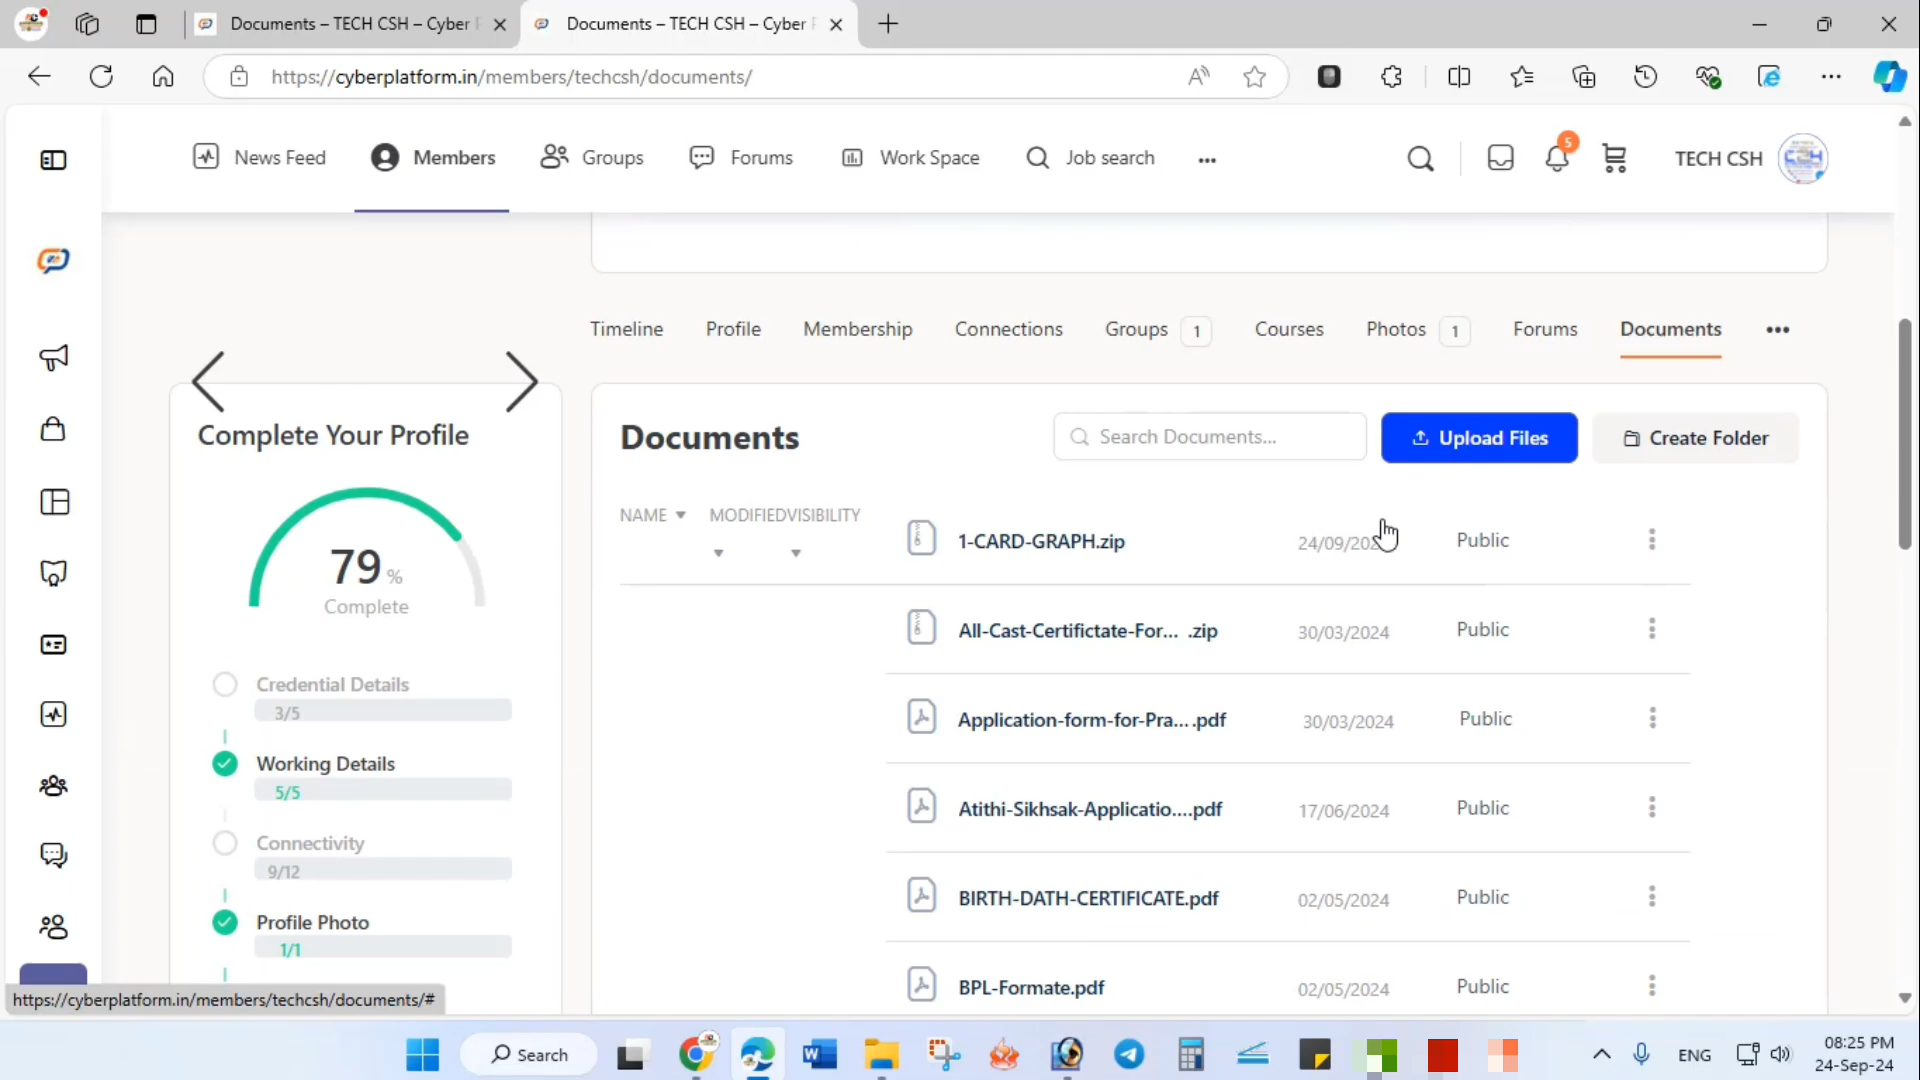 Documents – TECH CSH – Cyber
Documents – TECH CSH – Cyber
https://cyberplatform.in/members/techcsh/documents/
News Feed
Members
Groups
Forums
Work Space
Job search
5
TECH CSH
Timeline
Profile
Membership
Connections
Groups 1
Courses
Photos 1
Forums
Documents
Complete Your Profile
79 %
Complete
Credential Details
3/5
Working Details
5/5
Connectivity
9/12
Profile Photo
1/1
Documents
Search Documents...
Upload Files
Create Folder
NAME
MODIFIED
VISIBILITY
1-CARD-GRAPH.zip Public
All-Cast-Certifictate-For... .zip 30/03/2024 Public
Application-form-for-Pra....pdf 30/03/2024 Public
Atithi-Sikhsak-Applicatio....pdf 17/06/2024 Public
BIRTH-DATH-CERTIFICATE.pdf 02/05/2024 Public
BPL-Formate.pdf 02/05/2024 Public
https://cyberplatform.in/members/techcsh/documents/#
Search
ENG
08:25 PM
24-Sep-24